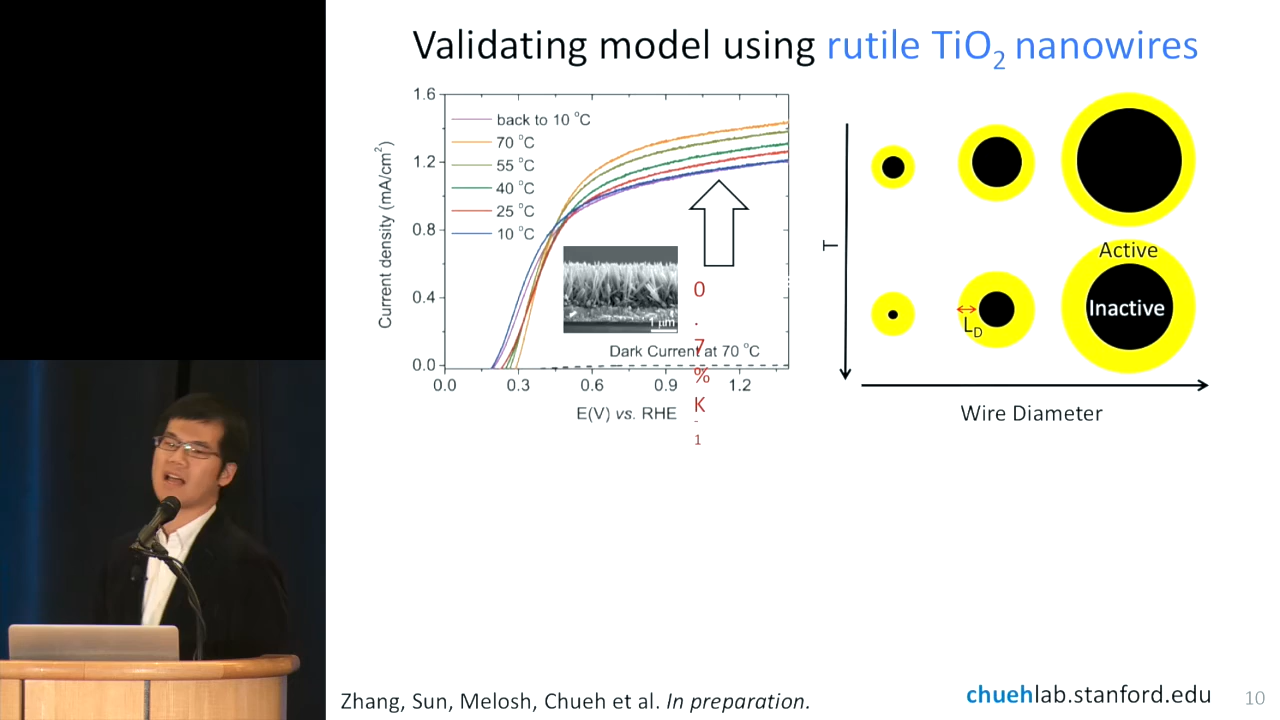 Validating model using rutile TiO2 nanowires
1.6
1.2
0.8
0.4
0.0
Current density (mA/cm²)
back to 10 °C
70 °C
55 °C
40 °C
25 °C
10 °C
1 µm
Dark Current at 70 °C
0.0
0.3
0.6
0.9
1.2
E(V) vs. RHE
0
.
7
%
K
-
1
T
Active
Inactive
LD
Wire Diameter
Zhang, Sun, Melosh, Chueh et al. In preparation.
chuehlab.stanford.edu
10